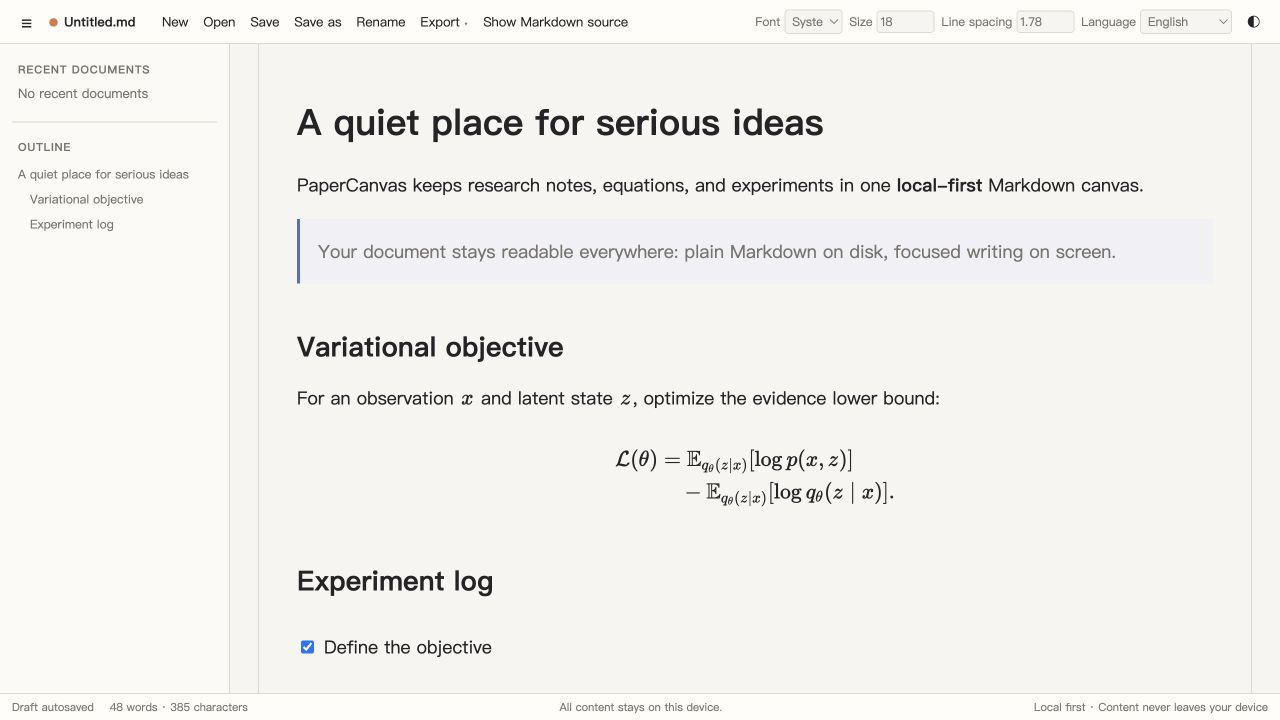 ≡ Untitled.md New Open Save Save as Rename Export Show Markdown source Font Syste Size 18 Line spacing 1.78 Language English
RECENT DOCUMENTS
No recent documents
OUTLINE
A quiet place for serious ideas
Variational objective
Experiment log
A quiet place for serious ideas
PaperCanvas keeps research notes, equations, and experiments in one local-first Markdown canvas.
Your document stays readable everywhere: plain Markdown on disk, focused writing on screen.
Variational objective
For an observation x and latent state z, optimize the evidence lower bound:
ℒ(θ) = 𝔼_{q_θ(z|x)}[log p(x, z)]
− 𝔼_{q_θ(z|x)}[log q_θ(z | x)].
Experiment log
Define the objective
Draft autosaved 48 words · 385 characters All content stays on this device. Local first · Content never leaves your device